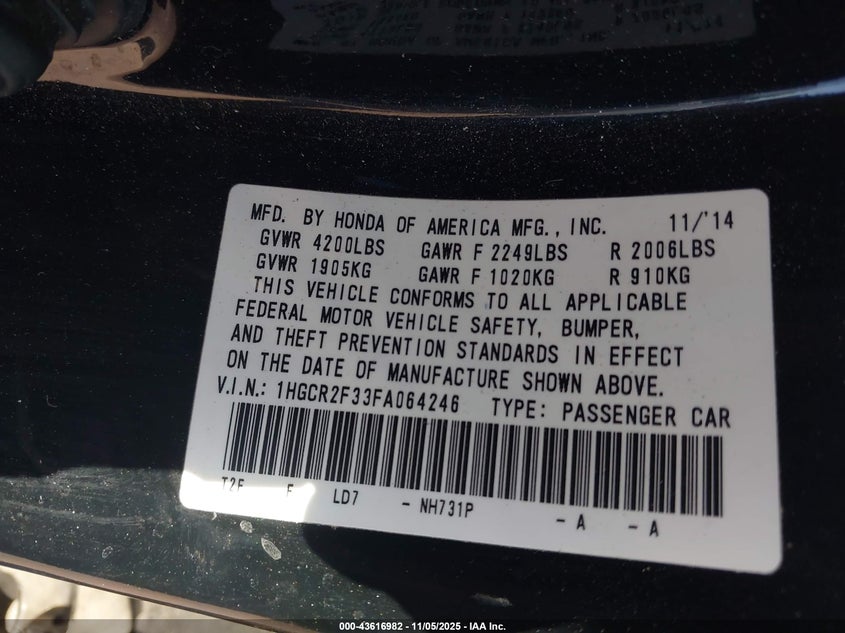 MFD. BY HONDA OF AMERICA MFG., INC. 11/'14
GVWR 4200LBS GAWR F 2249LBS R 2006LBS
GVWR 1905KG GAWR F 1020KG R 910KG
THIS VEHICLE CONFORMS TO ALL APPLICABLE
FEDERAL MOTOR VEHICLE SAFETY, BUMPER,
AND THEFT PREVENTION STANDARDS IN EFFECT
ON THE DATE OF MANUFACTURE SHOWN ABOVE.
V.I.N.: 1HGCR2F33FA064246 TYPE: PASSENGER CAR
T2F F LD7 - NH731P - A - A
000-43616982 - 11/05/2025 - IAA Inc.